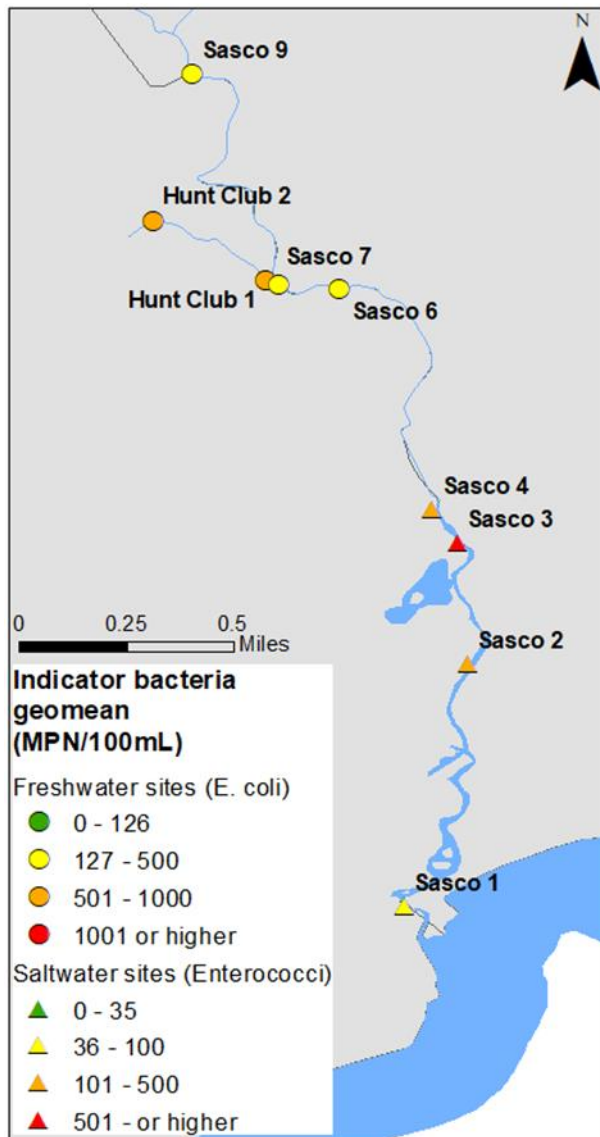 N
Sasco 9
Hunt Club 2
Sasco 7
Hunt Club 1
Sasco 6
Sasco 4
Sasco 3
0 0.25 0.5
Miles
Sasco 2
Indicator bacteria
geomean
(MPN/100mL)
Freshwater sites (E. coli)
0 - 126
127 - 500
501 - 1000
1001 or higher
Saltwater sites (Enterococci)
0 - 35
36 - 100
101 - 500
501 - or higher
Sasco 1